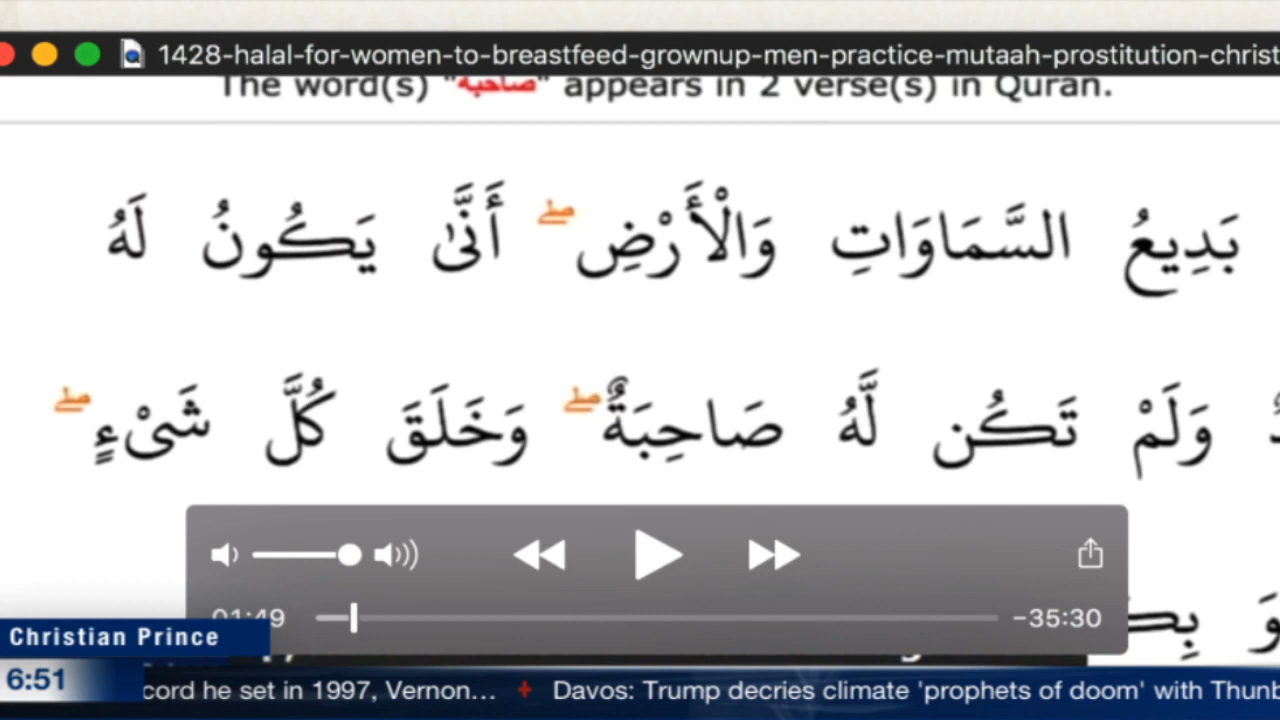 1428-halal-for-women-to-breastfeed-grownup-men-practice-mutaah-prostitution-christ
The word(s) "صاحبة" appears in 2 verse(s) in Quran.
بَدِيعُ السَّمَاوَاتِ وَالْأَرْضِ ۖ أَنَّىٰ يَكُونُ لَهُ
وَلَمْ تَكُن لَّهُ صَاحِبَةٌ ۖ وَخَلَقَ كُلَّ شَىْءٍ ۖ
01:49 -35:30
Christian Prince
6:51
cord he set in 1997, Vernon... Davos: Trump decries climate 'prophets of doom' with Thunb